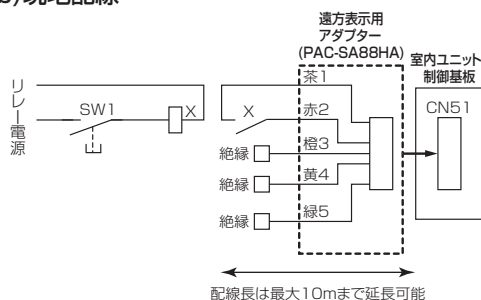 遠方表示用
アダプター
(PAC-SA88HA)
室内ユニット
制御基板
リレー電源
SW1
X
X
茶1
赤2
橙3
黄4
緑5
絶縁
絶縁
絶縁
CN51
配線長は最大10mまで延長可能